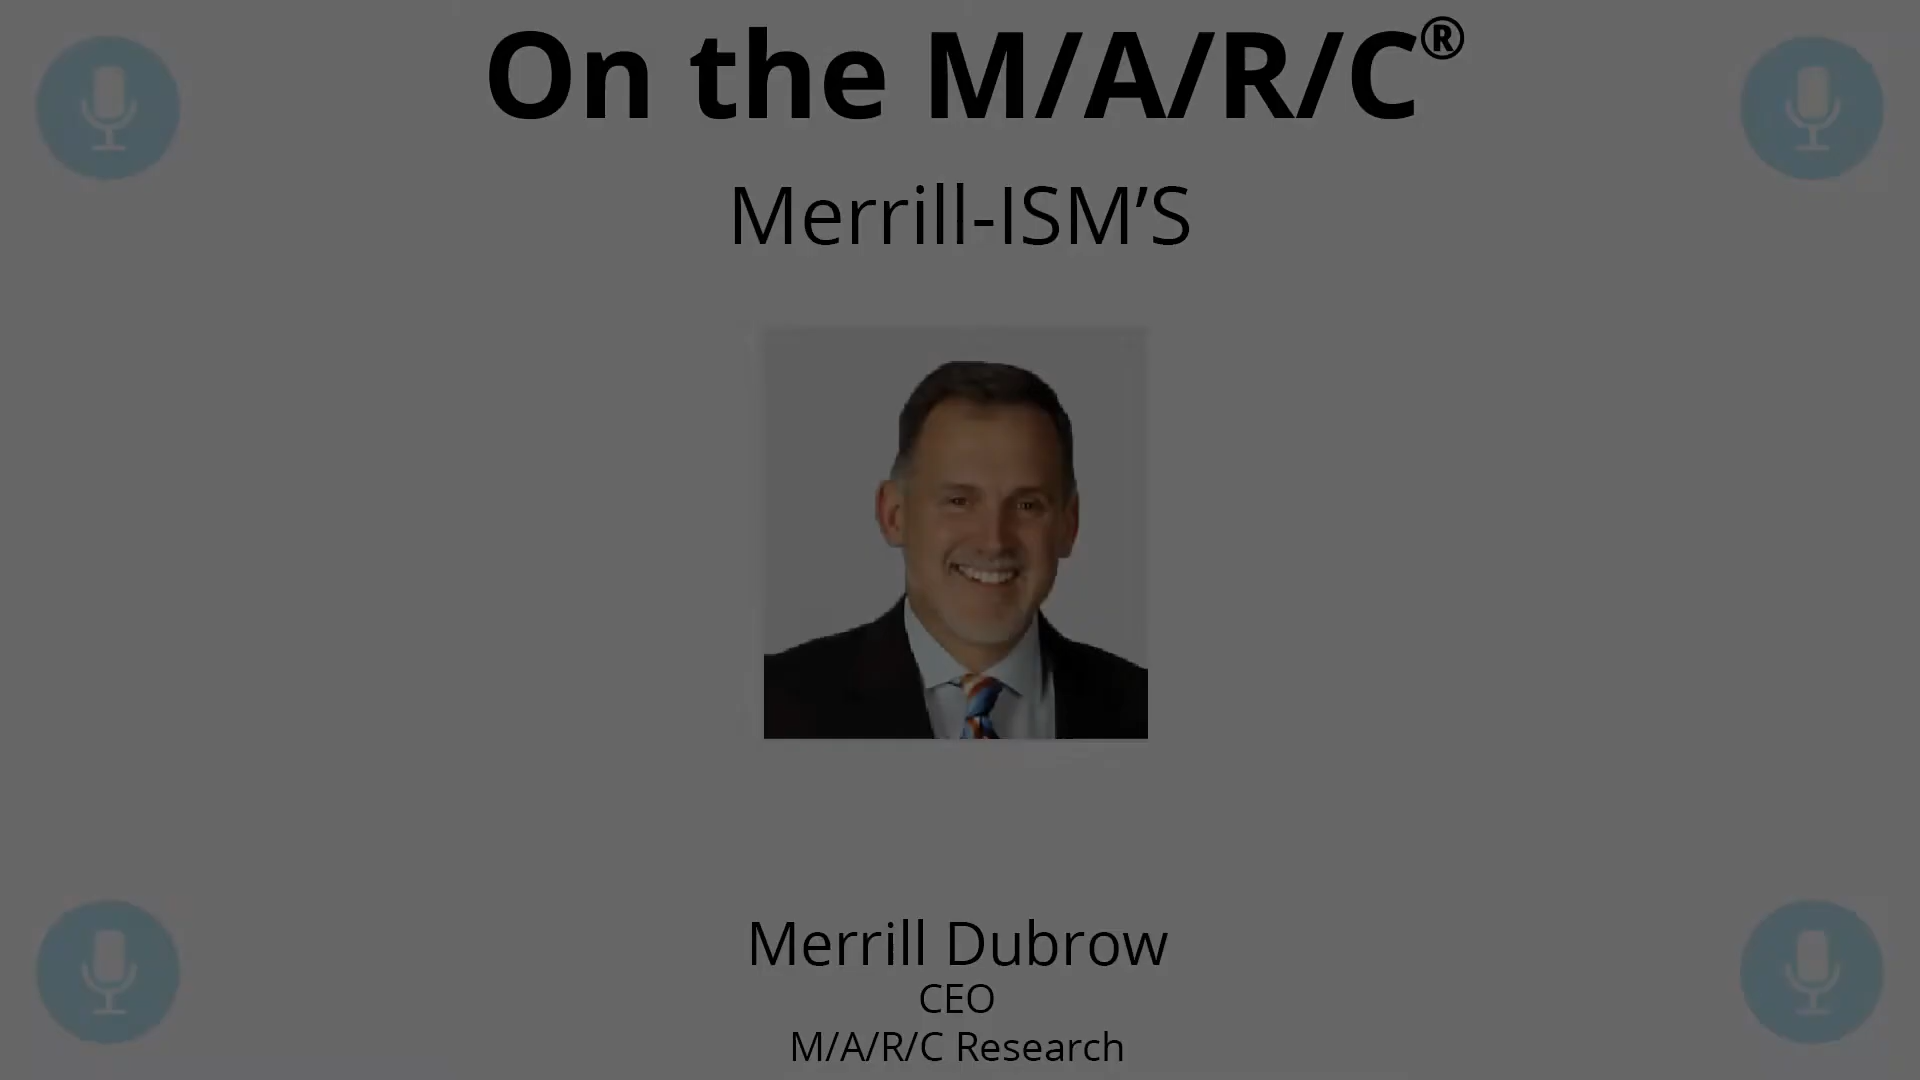 On the M/A/R/C®
Merrill-ISM’S
Merrill Dubrow
CEO
M/A/R/C Research